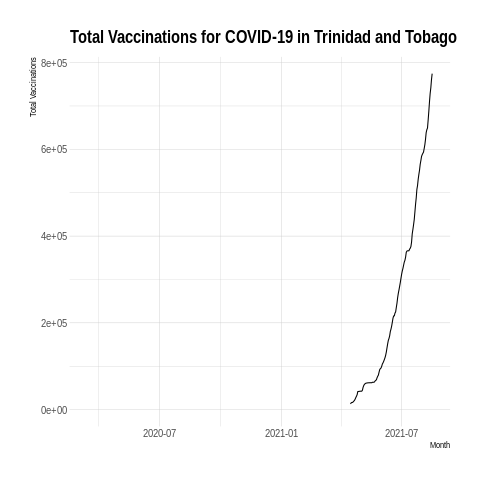 Total Vaccinations for COVID-19 in Trinidad and Tobago
Total Vaccinations
8e+05
6e+05
4e+05
2e+05
0e+00
2020-07 2021-01 2021-07
Month